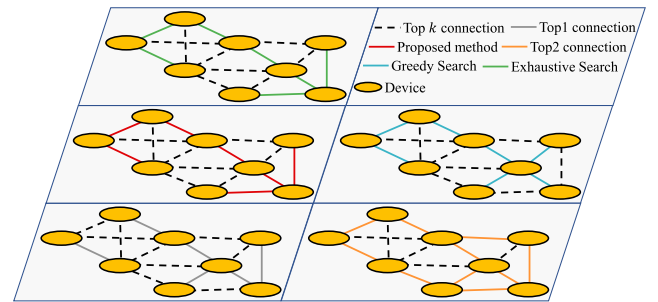 Top k connection Top1 connection
Proposed method Top2 connection
Greedy Search Exhaustive Search
Device